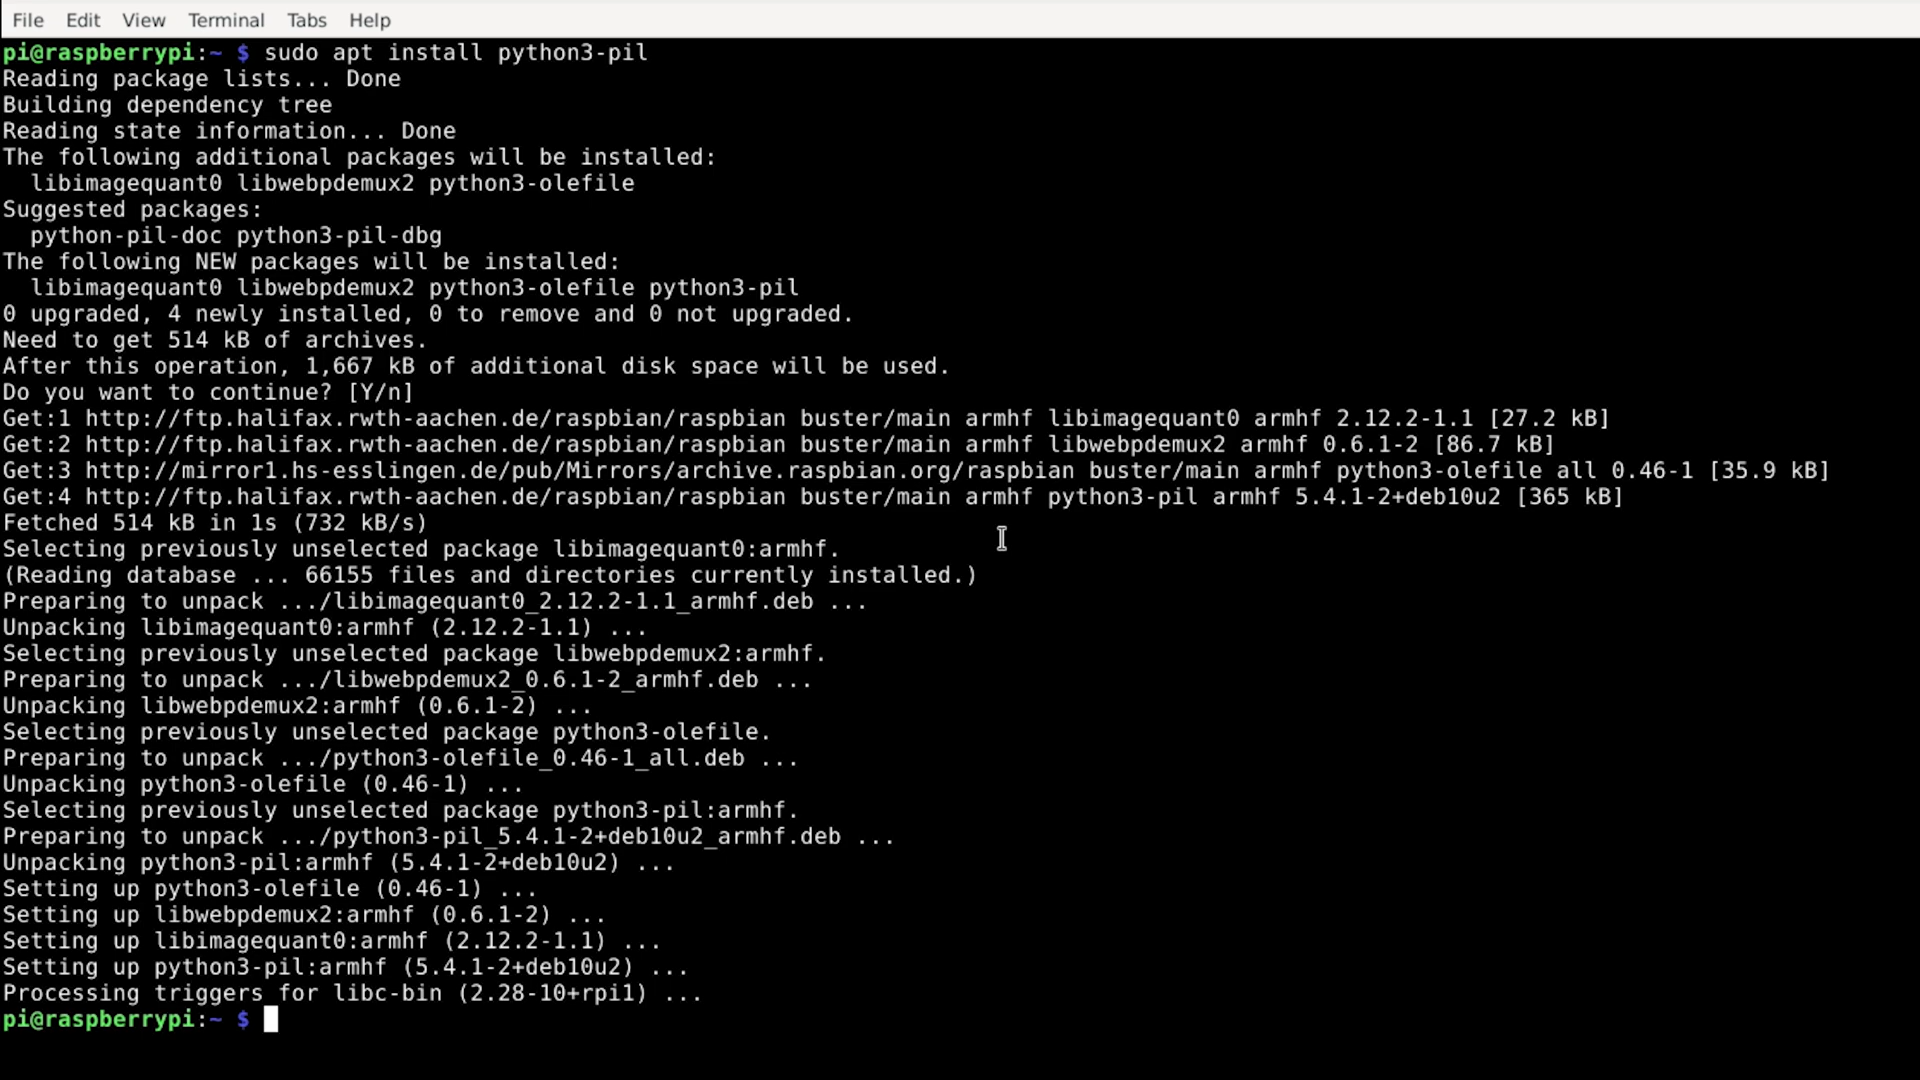 File Edit View Terminal Tabs Help
pi@raspberrypi:~ $ sudo apt install python3-pil
Reading package lists... Done
Building dependency tree
Reading state information... Done
The following additional packages will be installed:
  libimagequant0 libwebpdemux2 python3-olefile
Suggested packages:
  python-pil-doc python3-pil-dbg
The following NEW packages will be installed:
  libimagequant0 libwebpdemux2 python3-olefile python3-pil
0 upgraded, 4 newly installed, 0 to remove and 0 not upgraded.
Need to get 514 kB of archives.
After this operation, 1,667 kB of additional disk space will be used.
Do you want to continue? [Y/n]
Get:1 http://ftp.halifax.rwth-aachen.de/raspbian/raspbian buster/main armhf libimagequant0 armhf 2.12.2-1.1 [27.2 kB]
Get:2 http://ftp.halifax.rwth-aachen.de/raspbian/raspbian buster/main armhf libwebpdemux2 armhf 0.6.1-2 [86.7 kB]
Get:3 http://mirror1.hs-esslingen.de/pub/Mirrors/archive.raspbian.org/raspbian buster/main armhf python3-olefile all 0.46-1 [35.9 kB]
Get:4 http://ftp.halifax.rwth-aachen.de/raspbian/raspbian buster/main armhf python3-pil armhf 5.4.1-2+deb10u2 [365 kB]
Fetched 514 kB in 1s (732 kB/s)
Selecting previously unselected package libimagequant0:armhf.
(Reading database ... 66155 files and directories currently installed.)
Preparing to unpack .../libimagequant0_2.12.2-1.1_armhf.deb ...
Unpacking libimagequant0:armhf (2.12.2-1.1) ...
Selecting previously unselected package libwebpdemux2:armhf.
Preparing to unpack .../libwebpdemux2_0.6.1-2_armhf.deb ...
Unpacking libwebpdemux2:armhf (0.6.1-2) ...
Selecting previously unselected package python3-olefile.
Preparing to unpack .../python3-olefile_0.46-1_all.deb ...
Unpacking python3-olefile (0.46-1) ...
Selecting previously unselected package python3-pil:armhf.
Preparing to unpack .../python3-pil_5.4.1-2+deb10u2_armhf.deb ...
Unpacking python3-pil:armhf (5.4.1-2+deb10u2) ...
Setting up python3-olefile (0.46-1) ...
Setting up libwebpdemux2:armhf (0.6.1-2) ...
Setting up libimagequant0:armhf (2.12.2-1.1) ...
Setting up python3-pil:armhf (5.4.1-2+deb10u2) ...
Processing triggers for libc-bin (2.28-10+rpi1) ...
pi@raspberrypi:~ $